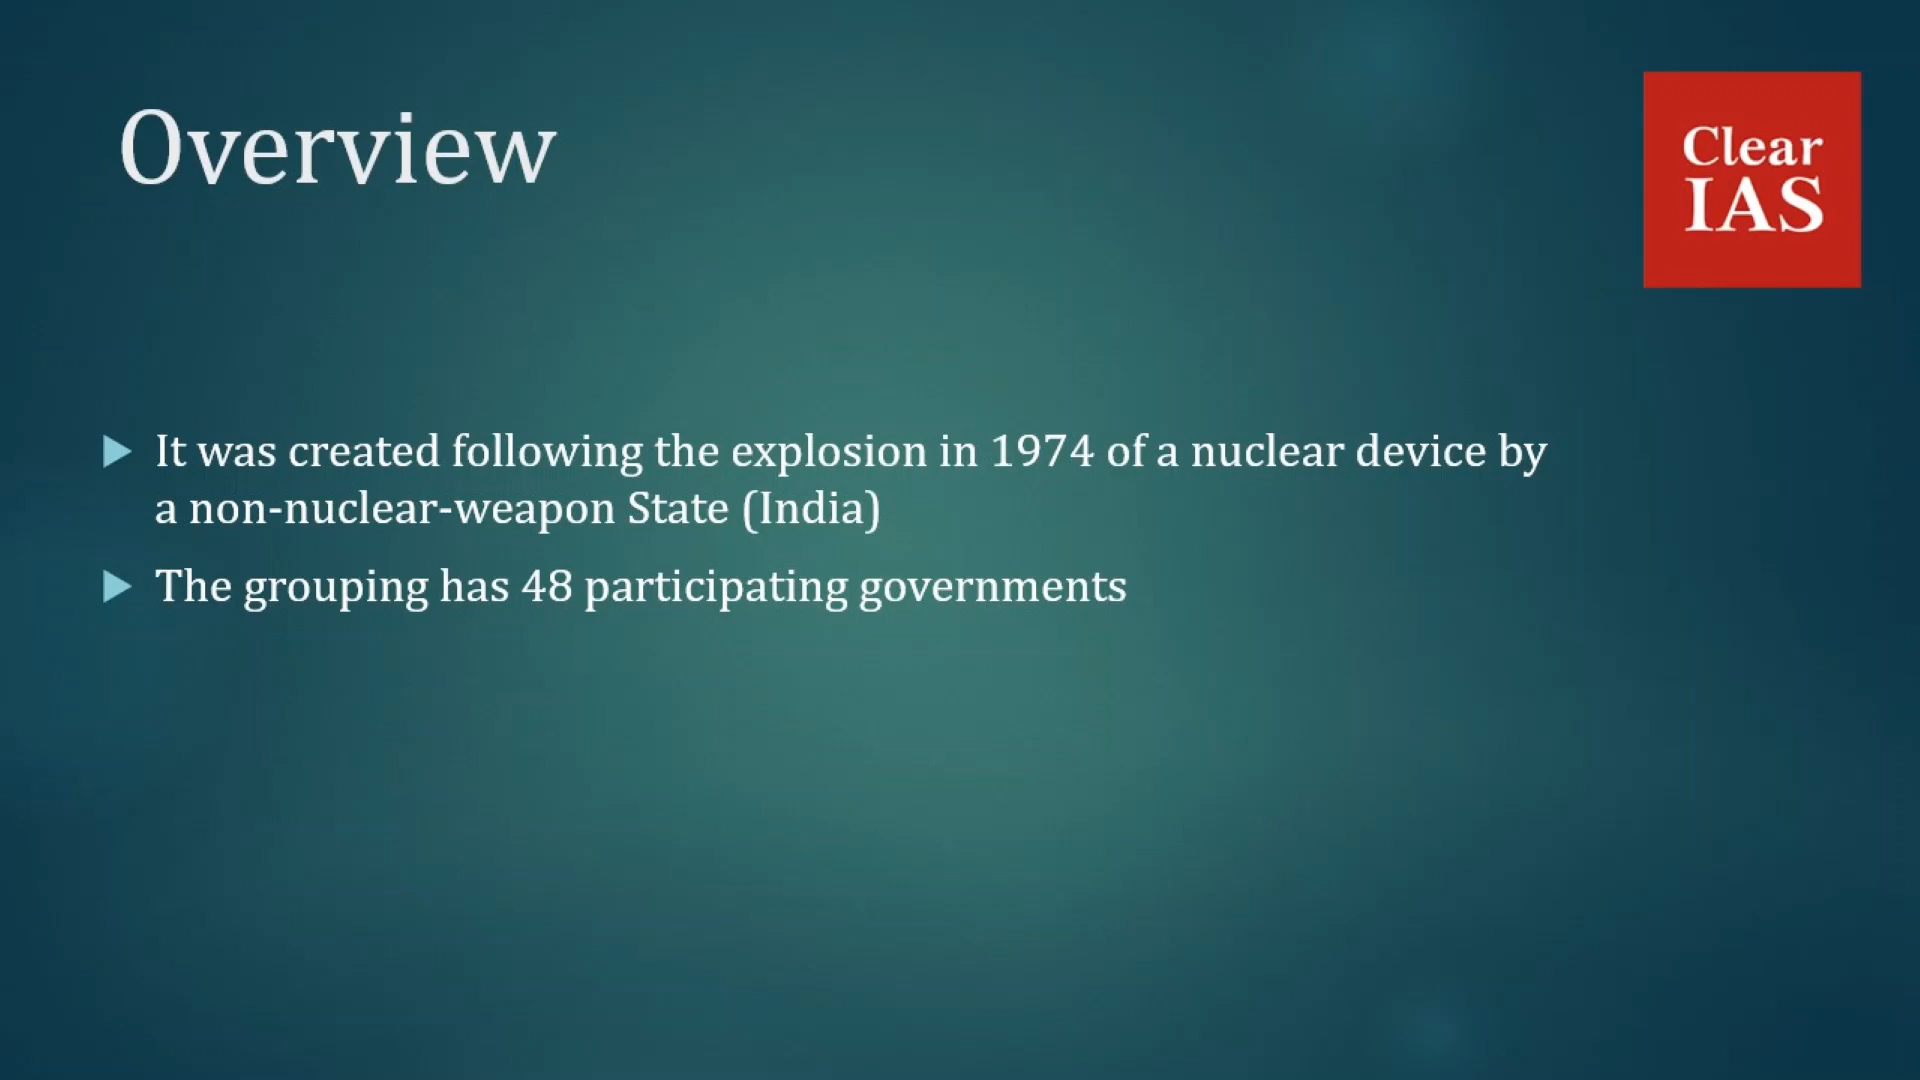 Overview
Clear
IAS
It was created following the explosion in 1974 of a nuclear device by
a non-nuclear-weapon State (India)
The grouping has 48 participating governments